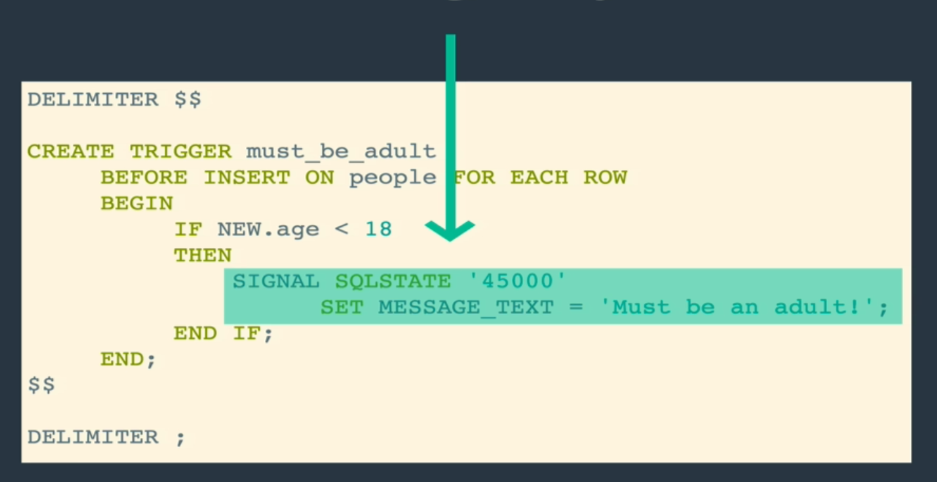 DELIMITER $$
CREATE TRIGGER must_be_adult
BEFORE INSERT ON people FOR EACH ROW
BEGIN
IF NEW.age < 18
THEN
SIGNAL SQLSTATE '45000'
SET MESSAGE_TEXT = 'Must be an adult!';
END IF;
END;
$$
DELIMITER ;